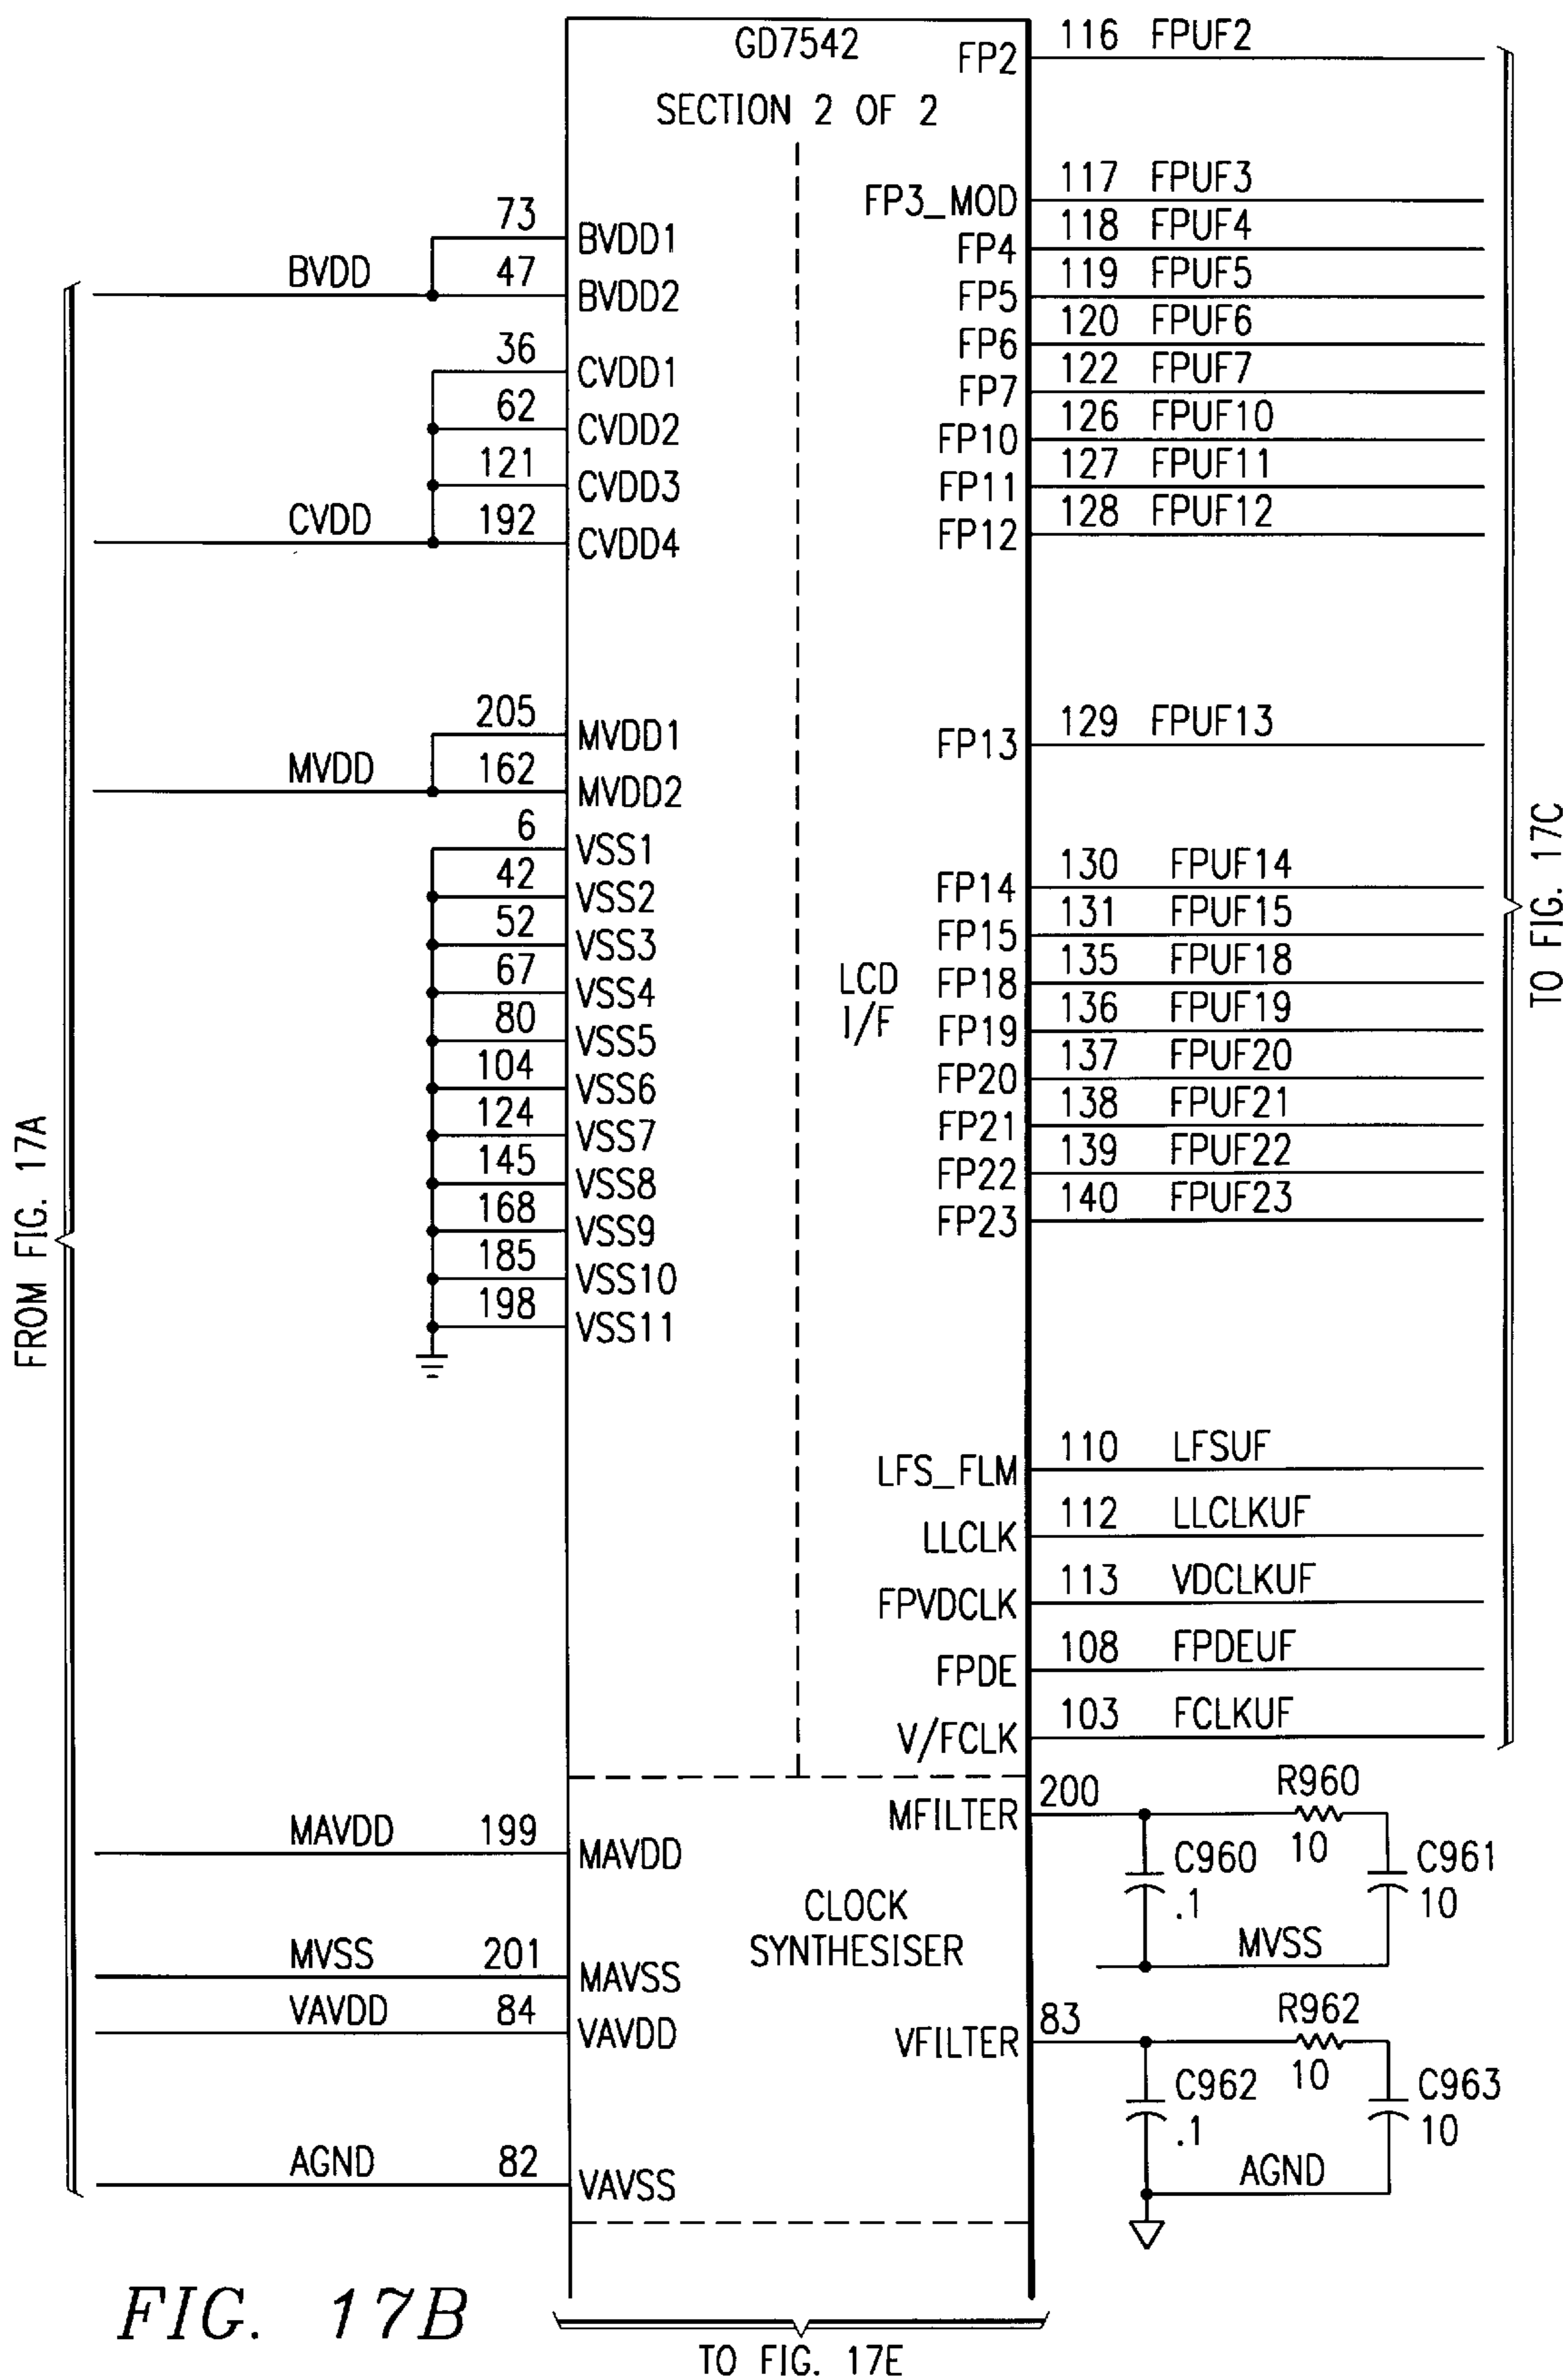 GD7542
SECTION 2 OF 2
FP2 116 FPUF2
FP3_MOD 117 FPUF3
FP4 118 FPUF4
FP5 119 FPUF5
FP6 120 FPUF6
FP7 122 FPUF7
FP10 126 FPUF10
FP11 127 FPUF11
FP12 128 FPUF12
FP13 129 FPUF13
FP14 130 FPUF14
FP15 131 FPUF15
FP18 135 FPUF18
FP19 136 FPUF19
FP20 137 FPUF20
FP21 138 FPUF21
FP22 139 FPUF22
FP23 140 FPUF23
LCD
I/F
LFS_FLM 110 LFSUF
LLCLK 112 LLCLKUF
FPVDCLK 113 VDCLKUF
FPDE 108 FPDEUF
V/FCLK 103 FCLKUF
TO FIG. 17C
FROM FIG. 17A
73 BVDD1
BVDD 47 BVDD2
36 CVDD1
62 CVDD2
121 CVDD3
CVDD 192 CVDD4
205 MVDD1
MVDD 162 MVDD2
6 VSS1
42 VSS2
52 VSS3
67 VSS4
80 VSS5
104 VSS6
124 VSS7
145 VSS8
168 VSS9
185 VSS10
198 VSS11
MAVDD 199 MAVDD
MVSS 201 MAVSS
VAVDD 84 VAVDD
AGND 82 VAVSS
CLOCK
SYNTHESISER
MFILTER 200
R960
10
C960
.1
C961
10
MVSS
VFILTER 83
R962
10
C962
.1
C963
10
AGND
FIG. 17B
TO FIG. 17E